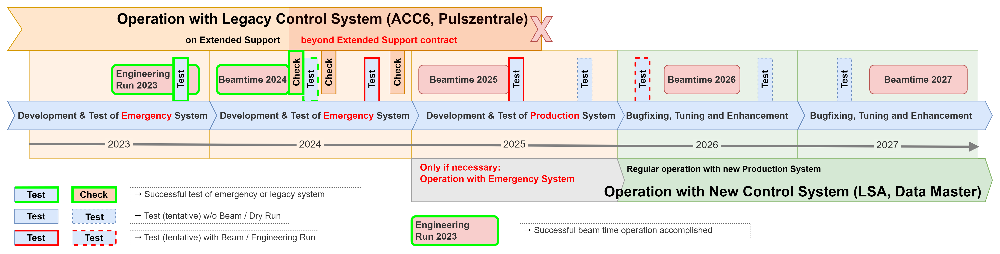 Operation with Legacy Control System (ACC6, Pulszentrale)
X
on Extended Support
beyond Extended Support contract
Engineering
Run 2023
Test
Beamtime 2024
Check
Test
Check
Test
Check
Beamtime 2025
Test
Test
Test
Beamtime 2026
Test
Test
Beamtime 2027
Development & Test of Emergency System
Development & Test of Emergency System
Development & Test of Production System
Bugfixing, Tuning and Enhancement
Bugfixing, Tuning and Enhancement
2023
2024
2025
2026
2027
Only if necessary:
Operation with Emergency System
Regular operation with new Production System
Operation with New Control System (LSA, Data Master)
Test
Check
→ Successful test of emergency or legacy system
Test
Test
→ Test (tentative) w/o Beam / Dry Run
Test
Test
→ Test (tentative) with Beam / Engineering Run
Engineering
Run 2023
→ Successful beam time operation accomplished